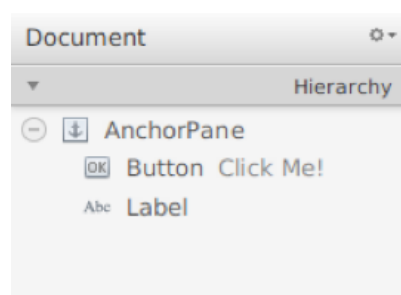 Document
Hierarchy
AnchorPane
OK Button Click Me!
Abc Label